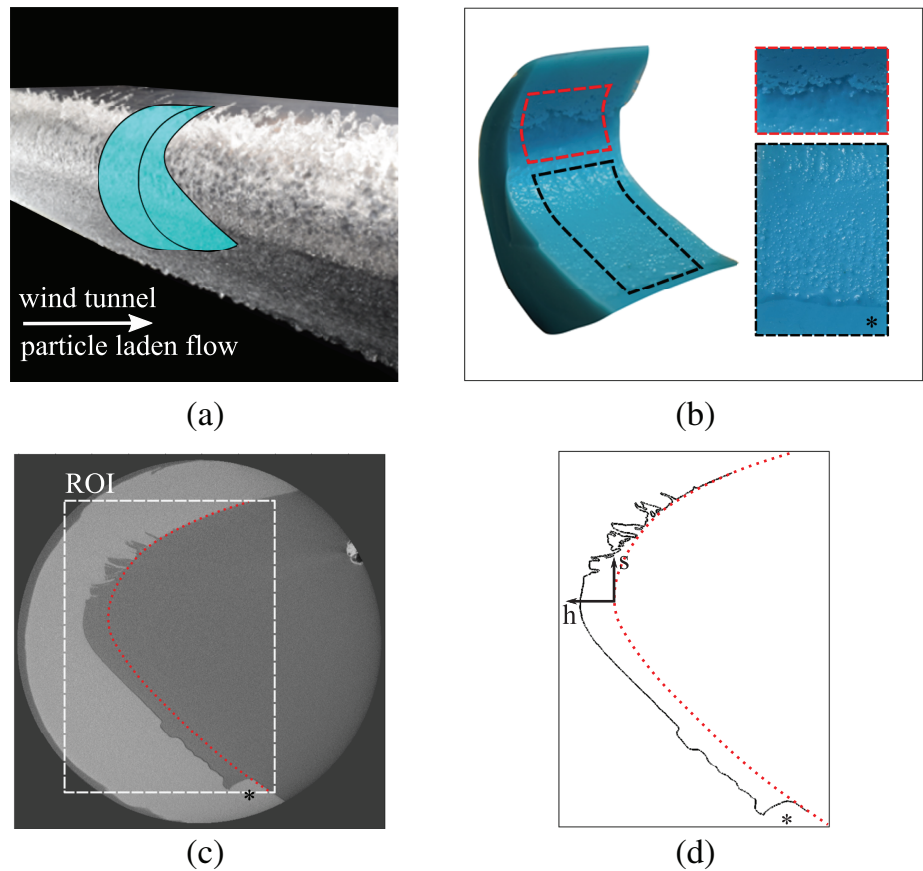 wind tunnel
particle laden flow
(a)
*
(b)
ROI
*
(c)
s
h
*
(d)